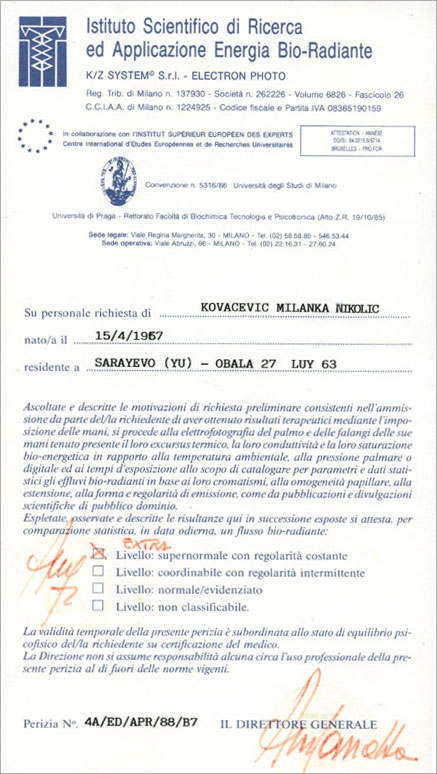 Istituto Scientifico di Ricerca
ed Applicazione Energia Bio-Radiante
K/Z SYSTEM© S.r.l. - ELECTRON PHOTO
Reg. Trib. di Milano n. 137930 - Società n. 262226 - Volume 6826 - Fascicolo 26
C.C.I.A.A. di Milano n. 1224925 - Codice fiscale e Partita IVA 08365190159
In collaborazione con l'INSTITUT SUPÉRIEUR EUROPÉEN DES EXPERTS
Centre International d'Etudes Européennes et de Recherches Universitaires
ATTESTATION - ANNEXE
BRUXELLES - PRO.FOR
Convenzione n. 5316/86 Università degli Studi di Milano
Università di Praga - Rettorato Facoltà di Biochimica Tecnologia e Psicotronica (Atto Z.R. 19/10/85)
Sede legale: Viale Regina Margherita, 30 - MILANO - Tel. (02) 58.58.85 - 546.53.44
Sede operativa: Viale Abruzzi, 66 - MILANO - Tel. (02) 22.16.31 - 27.60.24
Su personale richiesta di KOVACEVIC MILANKA NIKOLIC
nato/a il 15/4/1967
residente a SARAYEVO (YU) - OBALA 27 LUY 63
Ascoltate e descritte le motivazioni di richiesta preliminare consistenti nell'ammis-
sione da parte del/la richiedente di aver ottenuto risultati terapeutici mediante l'impo-
sizione delle mani, si procede alla elettrofotografia del palmo e delle falangi delle sue
mani tenuto presente il loro excursus termico, la loro conduttività e la loro saturazione
bio-energetica in rapporto alla temperatura ambientale, alla pressione palmare o
digitale ed ai tempi d'esposizione allo scopo di catalogare per parametri e dati stati-
stici gli effluvi bio-radianti in base ai loro cromatismi, alla omogeneità papillare, alla
estensione, alla forma e regolarità di emissione, come da pubblicazioni e divulgazioni
scientifiche di pubblico dominio.
Espletate, osservate e descritte le risultanze qui in successione esposte si attesta, per
comparazione statistica, in data odierna, un flusso bio-radiante:
EXTRA
Livello: supernormale con regolarità costante
Livello: coordinabile con regolarità intermittente
Livello: normale/evidenziato
Livello: non classificabile.
La validità temporale della presente perizia è subordinata allo stato di equilibrio psi-
cofisico del/la richiedente su certificazione del medico.
La Direzione non si assume responsabilità alcuna circa l'uso professionale della pre-
sente perizia al di fuori delle norme vigenti.
Perizia N°. 4A/ED/APR/88/B7 IL DIRETTORE GENERALE